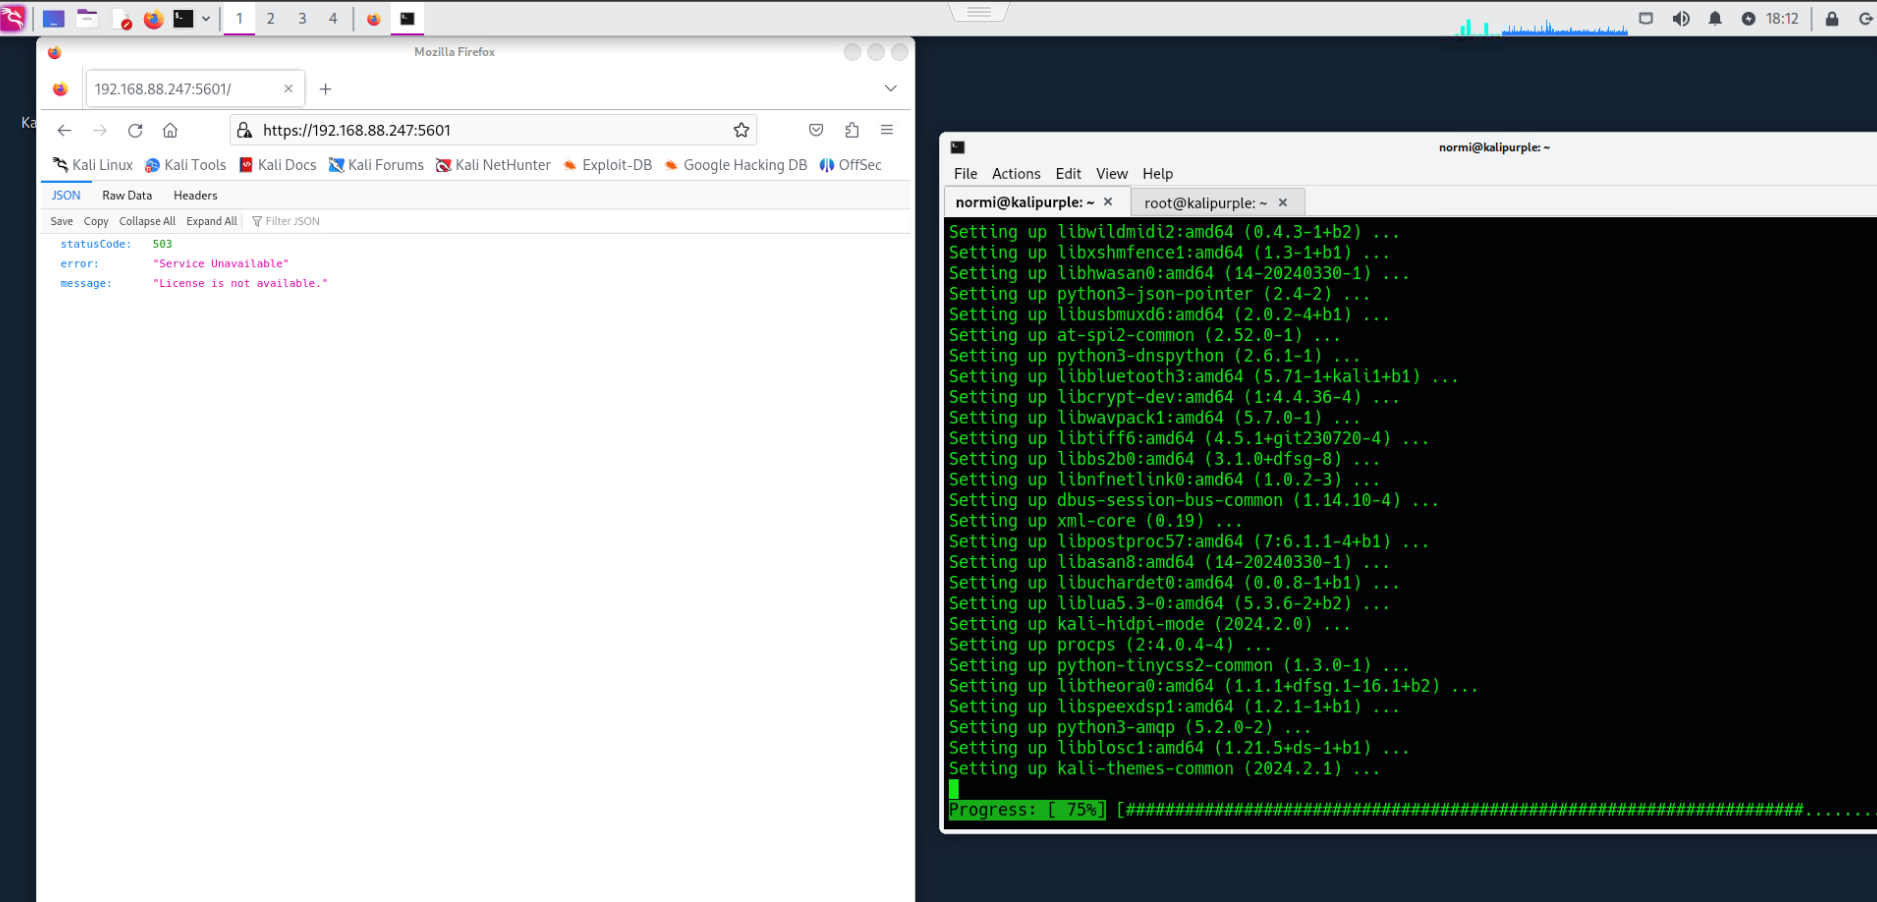 1 2 3 4
18:12
Ka
Mozilla Firefox
192.168.88.247:5601/
https://192.168.88.247:5601
Kali Linux Kali Tools Kali Docs Kali Forums Kali NetHunter Exploit-DB Google Hacking DB OffSec
JSON Raw Data Headers
Save Copy Collapse All Expand All Filter JSON
statusCode: 503
error: "Service Unavailable"
message: "License is not available."
normi@kalipurple: ~
File Actions Edit View Help
normi@kalipurple: ~ × root@kalipurple: ~ ×
Setting up libwildmidi2:amd64 (0.4.3-1+b2) ...
Setting up libxshmfence1:amd64 (1.3-1+b1) ...
Setting up libhwasan0:amd64 (14-20240330-1) ...
Setting up python3-json-pointer (2.4-2) ...
Setting up libusbmuxd6:amd64 (2.0.2-4+b1) ...
Setting up at-spi2-common (2.52.0-1) ...
Setting up python3-dnspython (2.6.1-1) ...
Setting up libbluetooth3:amd64 (5.71-1+kali1+b1) ...
Setting up libcrypt-dev:amd64 (1:4.4.36-4) ...
Setting up libwavpack1:amd64 (5.7.0-1) ...
Setting up libtiff6:amd64 (4.5.1+git230720-4) ...
Setting up libbs2b0:amd64 (3.1.0+dfsg-8) ...
Setting up libnfnetlink0:amd64 (1.0.2-3) ...
Setting up dbus-session-bus-common (1.14.10-4) ...
Setting up xml-core (0.19) ...
Setting up libpostproc57:amd64 (7:6.1.1-4+b1) ...
Setting up libasan8:amd64 (14-20240330-1) ...
Setting up libuchardet0:amd64 (0.0.8-1+b1) ...
Setting up liblua5.3-0:amd64 (5.3.6-2+b2) ...
Setting up kali-hidpi-mode (2024.2.0) ...
Setting up procps (2:4.0.4-4) ...
Setting up python-tinycss2-common (1.3.0-1) ...
Setting up libtheora0:amd64 (1.1.1+dfsg.1-16.1+b2) ...
Setting up libspeexdsp1:amd64 (1.2.1-1+b1) ...
Setting up python3-amqp (5.2.0-2) ...
Setting up libblosc1:amd64 (1.21.5+ds-1+b1) ...
Setting up kali-themes-common (2024.2.1) ...
Progress: [ 75%] [#####################################################################........